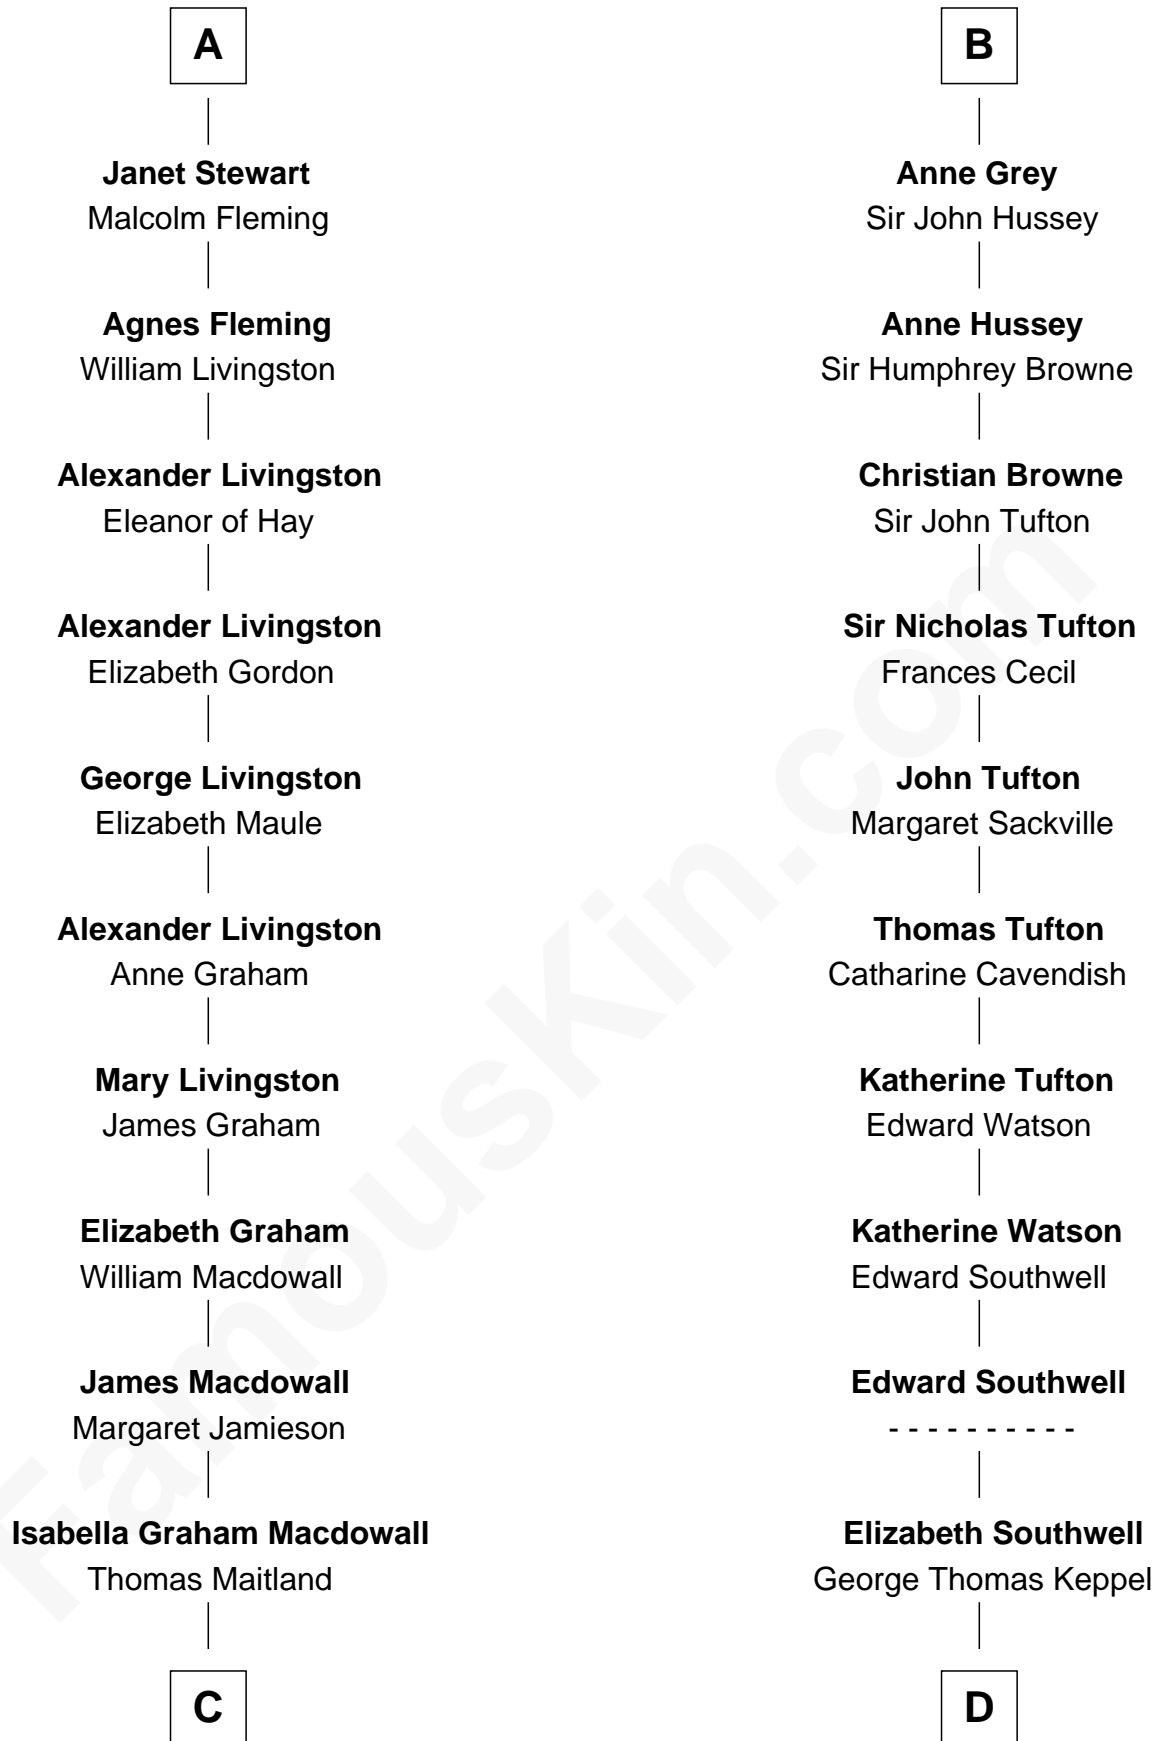 A
Janet Stewart
Malcolm Fleming
Agnes Fleming
William Livingston
Alexander Livingston
Eleanor of Hay
Alexander Livingston
Elizabeth Gordon
George Livingston
Elizabeth Maule
Alexander Livingston
Anne Graham
Mary Livingston
James Graham
Elizabeth Graham
William Macdowall
James Macdowall
Margaret Jamieson
Isabella Graham Macdowall
Thomas Maitland
C
B
Anne Grey
Sir John Hussey
Anne Hussey
Sir Humphrey Browne
Christian Browne
Sir John Tufton
Sir Nicholas Tufton
Frances Cecil
John Tufton
Margaret Sackville
Thomas Tufton
Catharine Cavendish
Katherine Tufton
Edward Watson
Katherine Watson
Edward Southwell
Edward Southwell
- - - - - - - - - -
Elizabeth Southwell
George Thomas Keppel
D
FamousKin.com